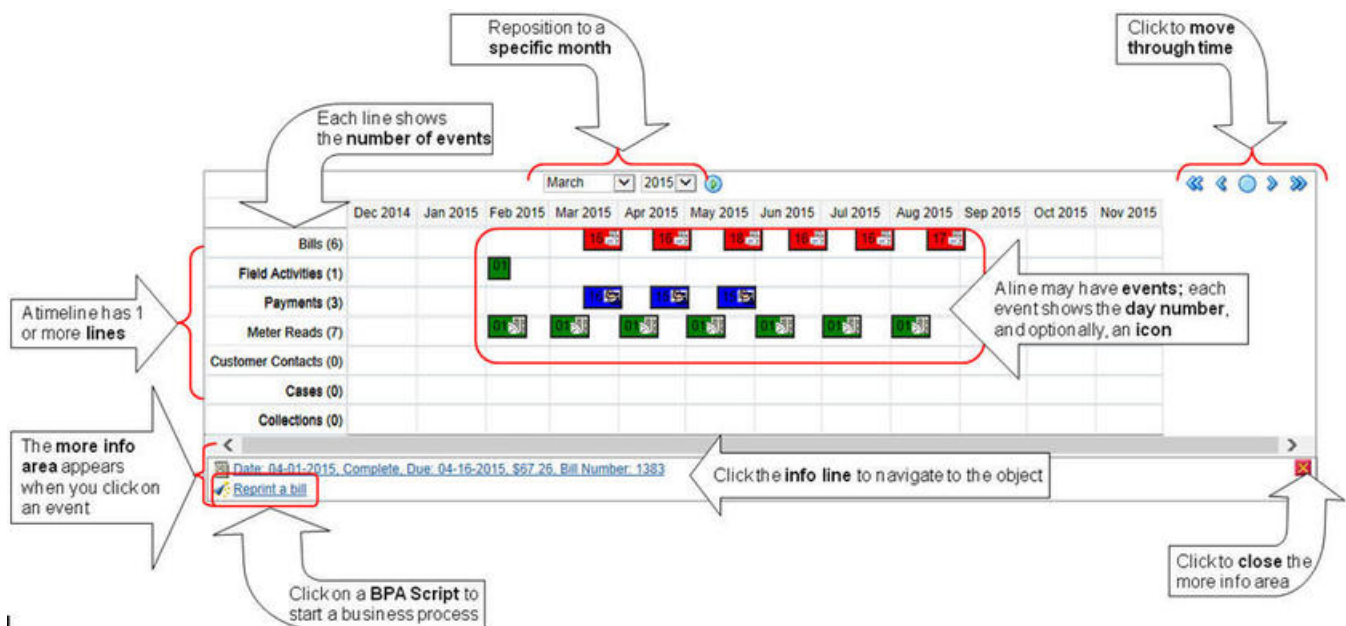 Reposition to a
specific month
Click to move
through time
Each line shows
the number of events
March 2015
Dec 2014 Jan 2015 Feb 2015 Mar 2015 Apr 2015 May 2015 Jun 2015 Jul 2015 Aug 2015 Sep 2015 Oct 2015 Nov 2015
Bills (6) 16 16 18 16 16 17
Field Activities (1) 01
Payments (3) 15
Meter Reads (7) 01 01 01 01 01 01 01
Customer Contacts (0)
Cases (0)
Collections (0)
A timeline has 1
or more lines
A line may have events; each
event shows the day number,
and optionally, an icon
The more info
area appears
when you click on
an event
Date: 04-01-2015, Complete, Due: 04-16-2015, $67.26, Bill Number: 1383
Reprint a bill
Click the info line to navigate to the object
Click on a BPA Script to
start a business process
Click to close the
more info area